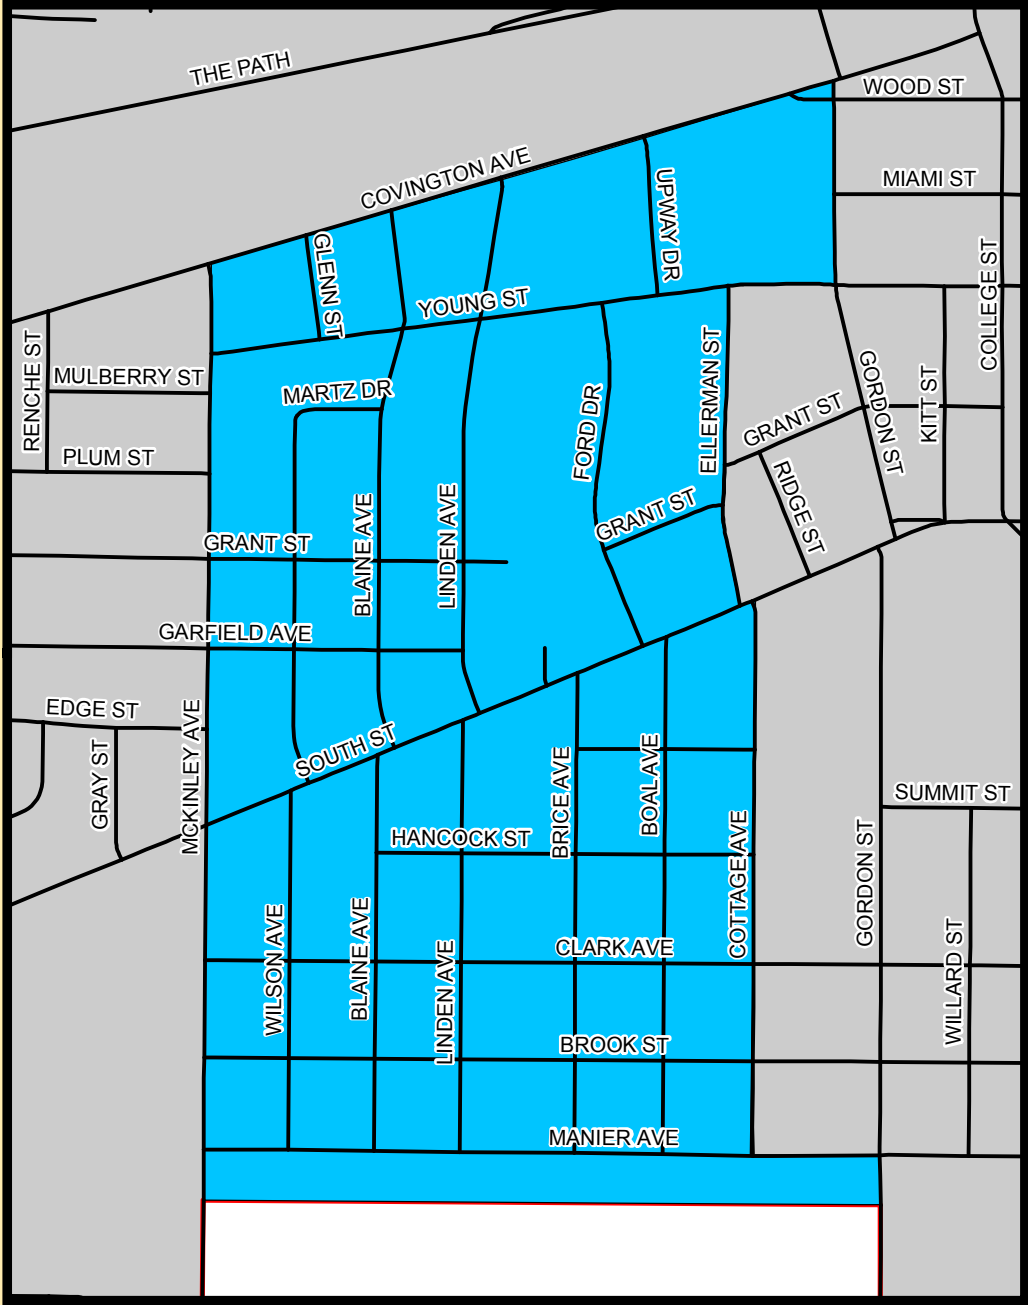 THE PATH
WOOD ST
COVINGTON AVE
MIAMI ST
UPWAY DR
GLENN ST
COLLEGE ST
YOUNG ST
RENCHE ST
MULBERRY ST
MARTZ DR
ELLERMAN ST
GORDON ST
KITT ST
FORD DR
GRANT ST
PLUM ST
RIDGE ST
GRANT ST
BLAINE AVE
LINDEN AVE
GRANT ST
GARFIELD AVE
EDGE ST
GRAY ST
MCKINLEY AVE
SOUTH ST
BRICE AVE
BOAL AVE
SUMMIT ST
HANCOCK ST
COTTAGE AVE
GORDON ST
WILSON AVE
BLAINE AVE
LINDEN AVE
CLARK AVE
WILLARD ST
BROOK ST
MANIER AVE